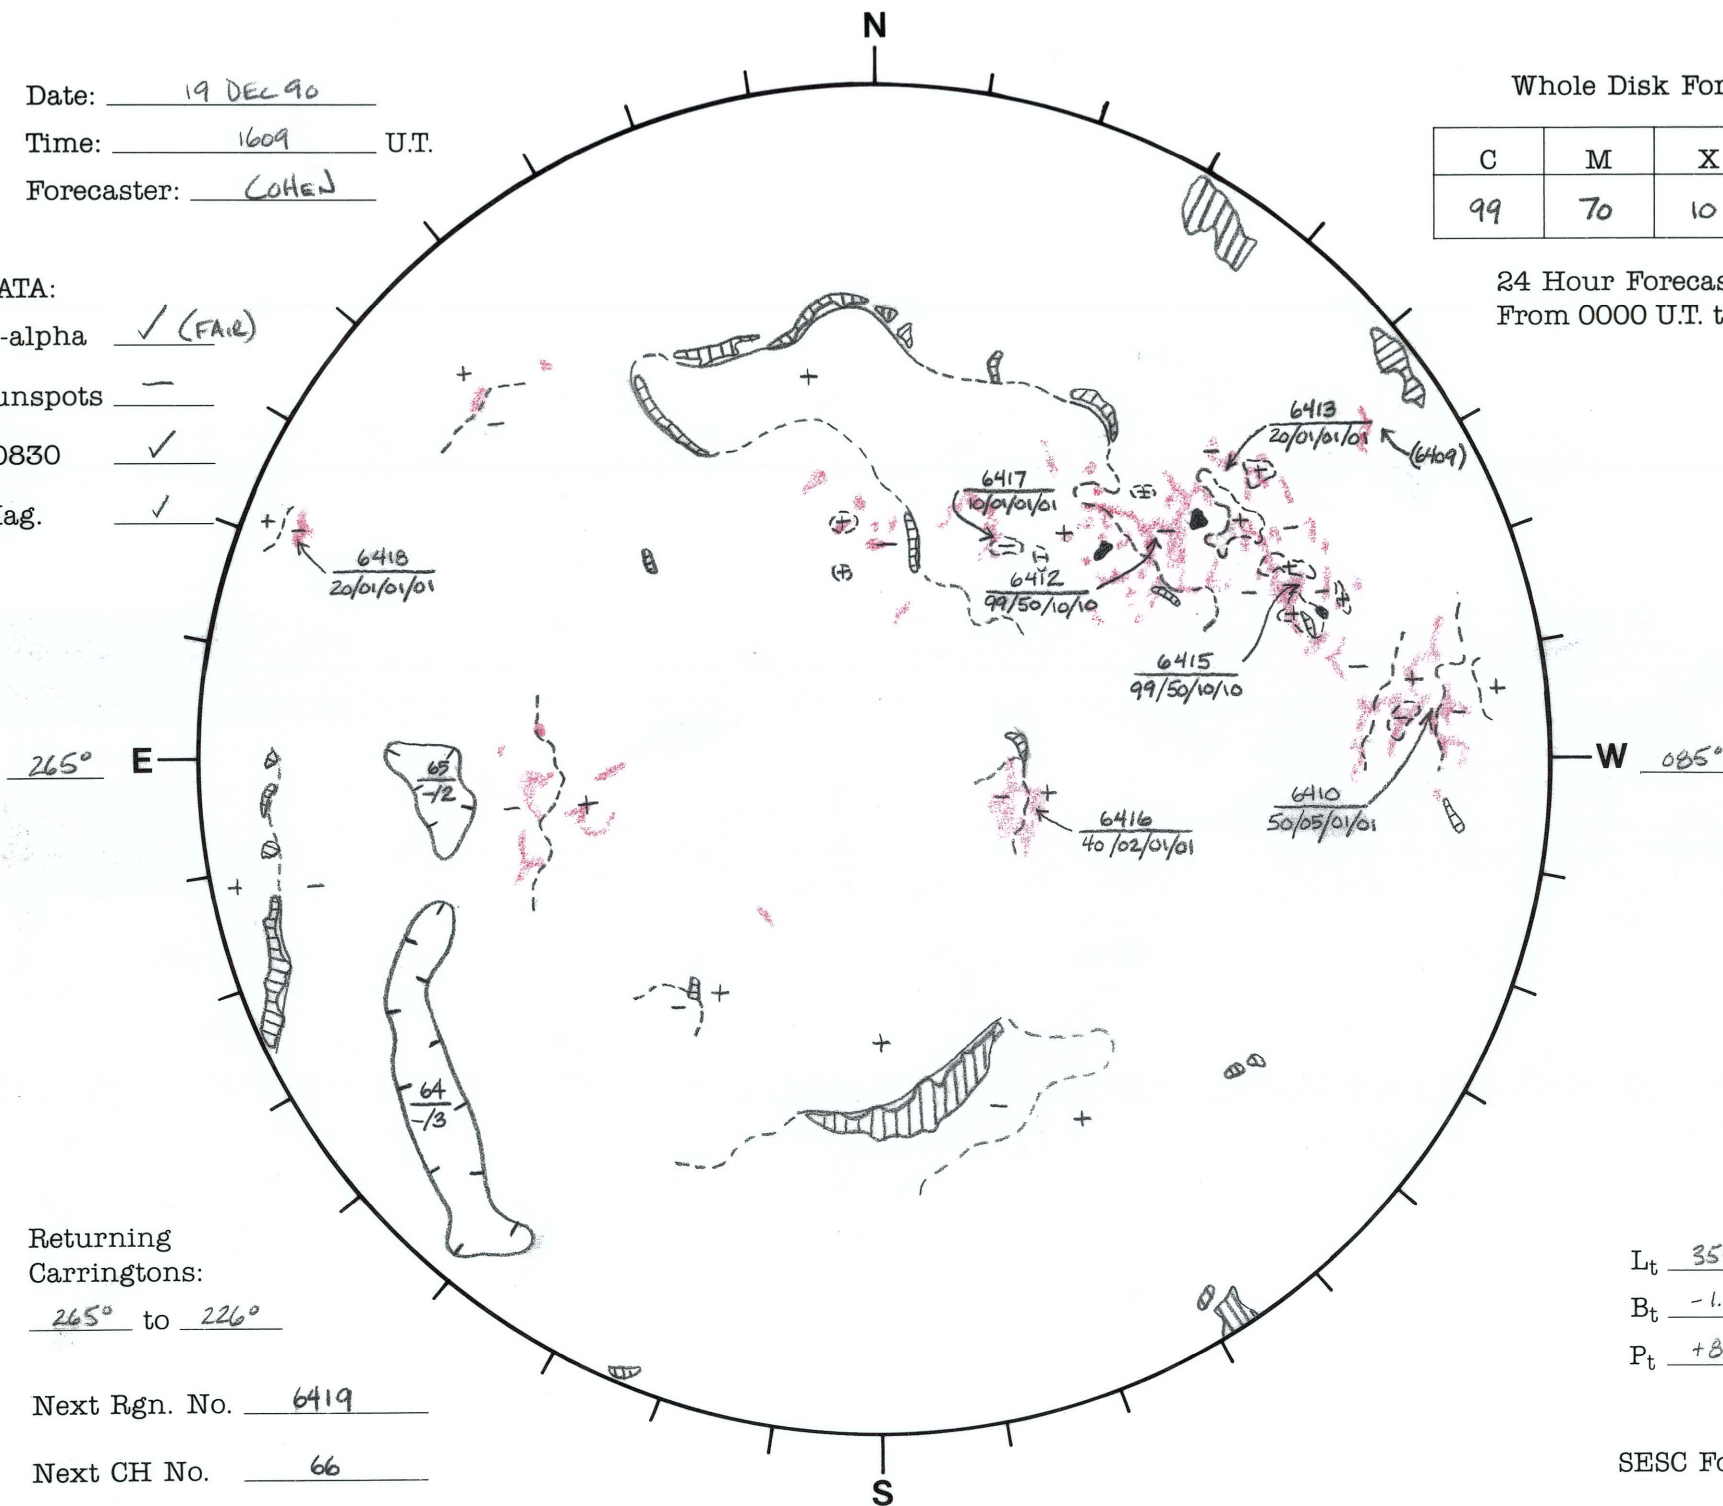 N
Date: 19 DEC 90
Time: 1609 U.T.
Forecaster: COHEN
Whole Disk For
C M X
99 70 10
24 Hour Forecas
From 0000 U.T. t
ATA:
-alpha ✓ (FAIR)
unspots —
0830 ✓
Mag. ✓
+
−
+
6413
20/01/01/01
(6409)
6417
10/01/01/01
6412
99/50/10/10
6418
20/01/01/01
6415
99/50/10/10
265° E
W 085°
65
-/2
6410
50/05/01/01
6416
40/02/01/01
64
-/3
Returning
Carringtons:
265° to 226°
Next Rgn. No. 6419
Next CH No. 66
Lt 35
Bt -1.
Pt +8
SESC Fo
S